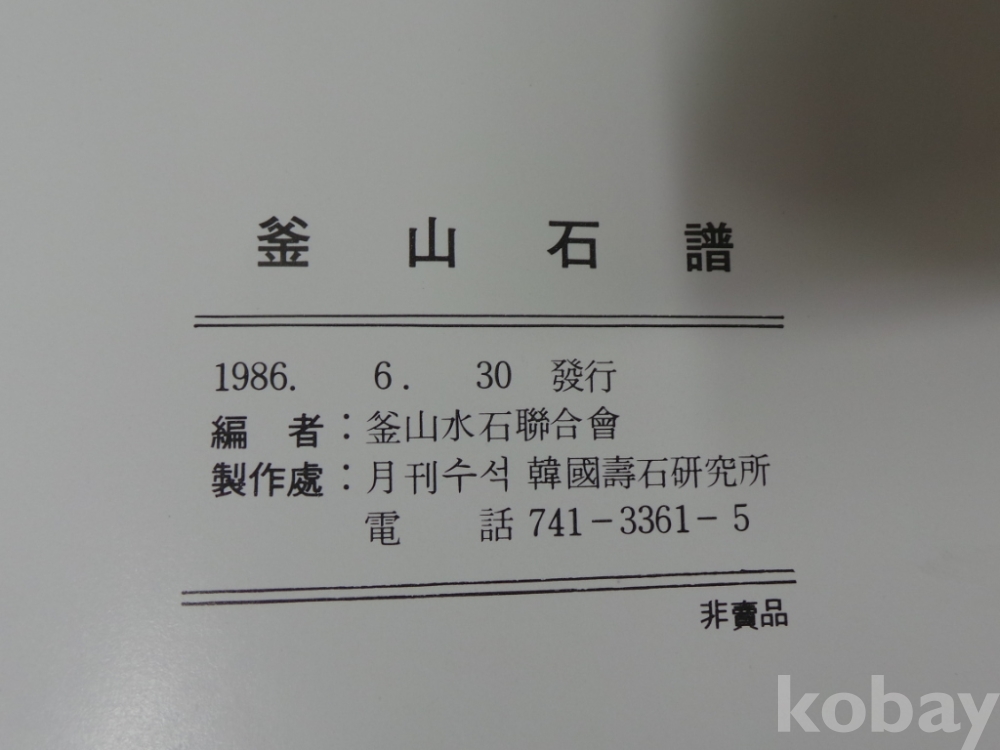 釜山石譜
1986. 6. 30 發行
編者:釜山水石聯合會
製作處:月刊수석 韓國壽石硏究所
電話 741-3361-5
非賣品
kobay